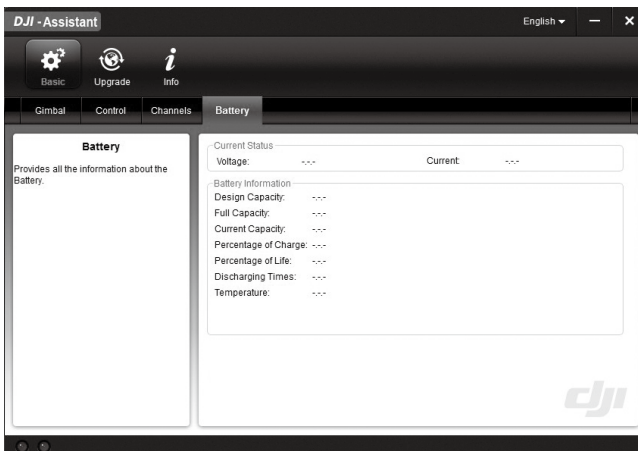 DJI - Assistant
English
Basic
Upgrade
Info
Gimbal
Control
Channels
Battery
Battery
Provides all the information about the
Battery.
Current Status
Voltage: -.-.-
Current: -.-.-
Battery Information
Design Capacity: -.-.-
Full Capacity: -.-.-
Current Capacity: -.-.-
Percentage of Charge: -.-.-
Percentage of Life: -.-.-
Discharging Times: -.-.-
Temperature: -.-.-
dji